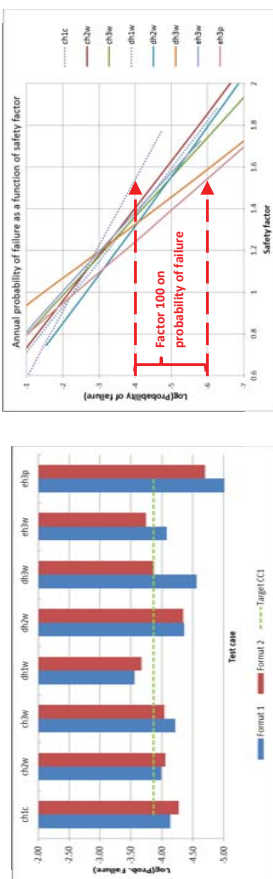 Log(Prob. Failure)
-2.00
-2.50
-3.00
-3.50
-4.00
-4.50
-5.00
ch1c
ch2w
ch3w
dh1w
dh2w
dh3w
eh3w
eh3p
Test case
Format 1
Format 2
Target CC1
Annual probability of failure as a function of safety factor
Log(Probability of failure)
-1
-2
-3
-4
-5
-6
-7
0.6
0.8
1
1.2
1.4
1.6
1.8
2
Safety factor
Factor 100 on
probability of failure
ch1c
ch2w
ch3w
dh1w
dh2w
dh3w
eh3w
eh3p